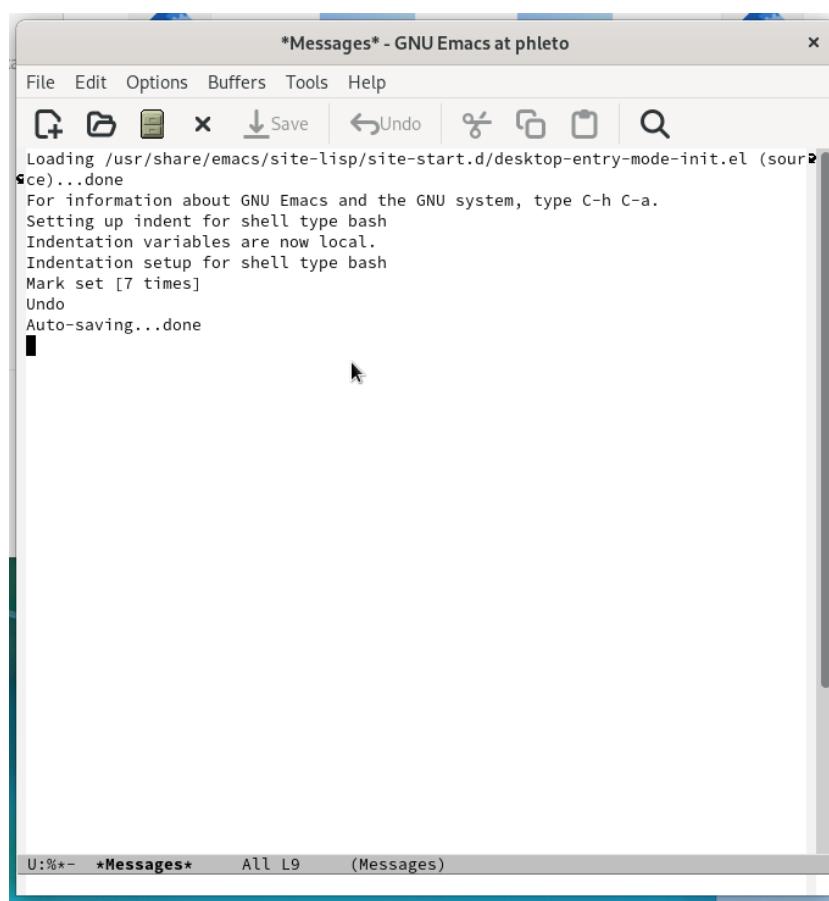 *Messages* - GNU Emacs at phleto
File Edit Options Buffers Tools Help
Save Undo
Loading /usr/share/emacs/site-lisp/site-start.d/desktop-entry-mode-init.el (sour
ce)...done
For information about GNU Emacs and the GNU system, type C-h C-a.
Setting up indent for shell type bash
Indentation variables are now local.
Indentation setup for shell type bash
Mark set [7 times]
Undo
Auto-saving...done
U:%*- *Messages* All L9 (Messages)